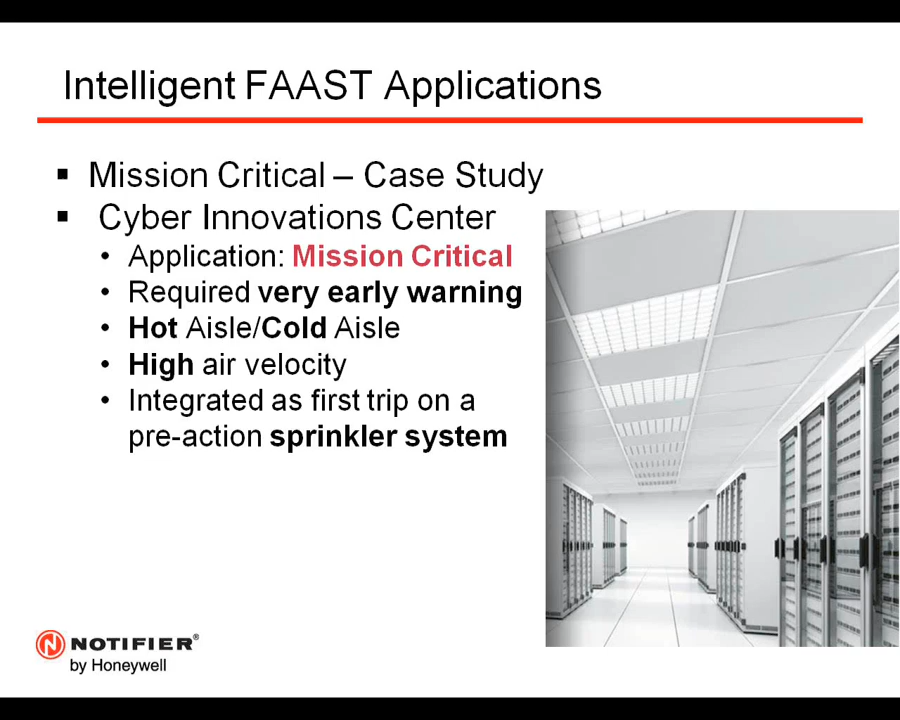 Intelligent FAAST Applications
▪ Mission Critical – Case Study
▪ Cyber Innovations Center
• Application: Mission Critical
• Required very early warning
• Hot Aisle/Cold Aisle
• High air velocity
• Integrated as first trip on a
pre-action sprinkler system
N NOTIFIER®
by Honeywell